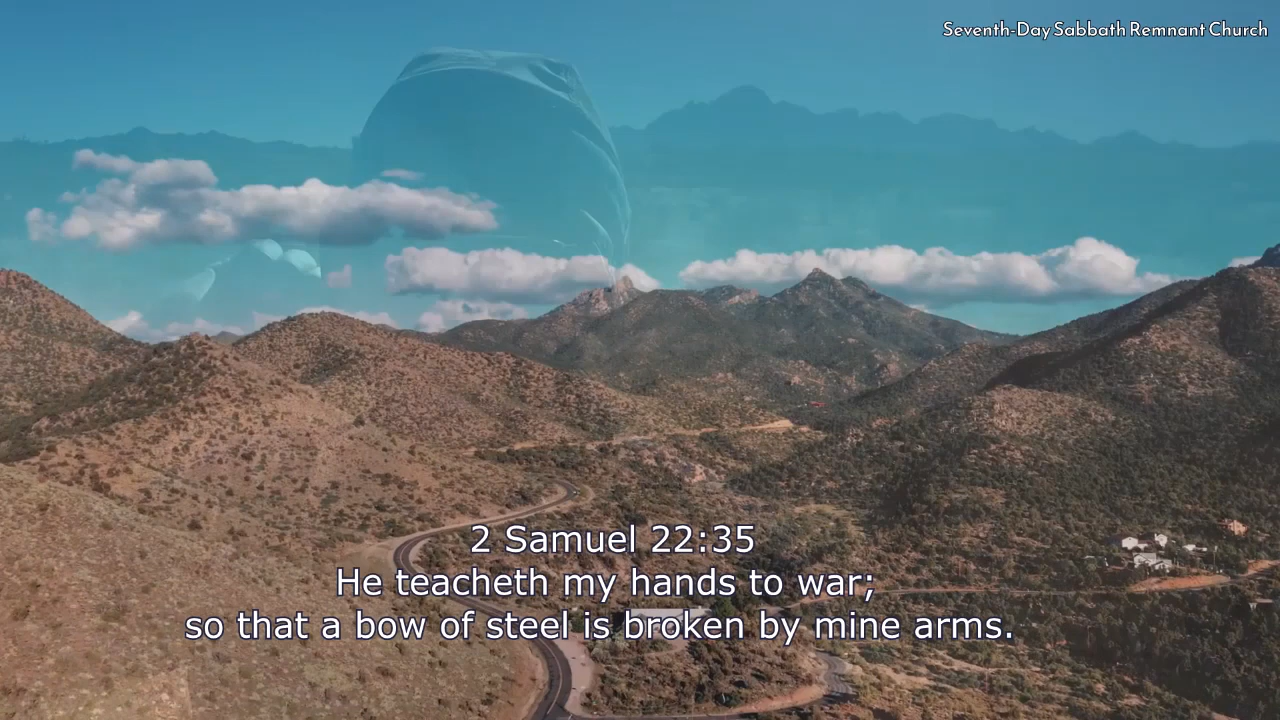 Seventh-Day Sabbath Remnant Church
2 Samuel 22:35
He teacheth my hands to war;
so that a bow of steel is broken by mine arms.